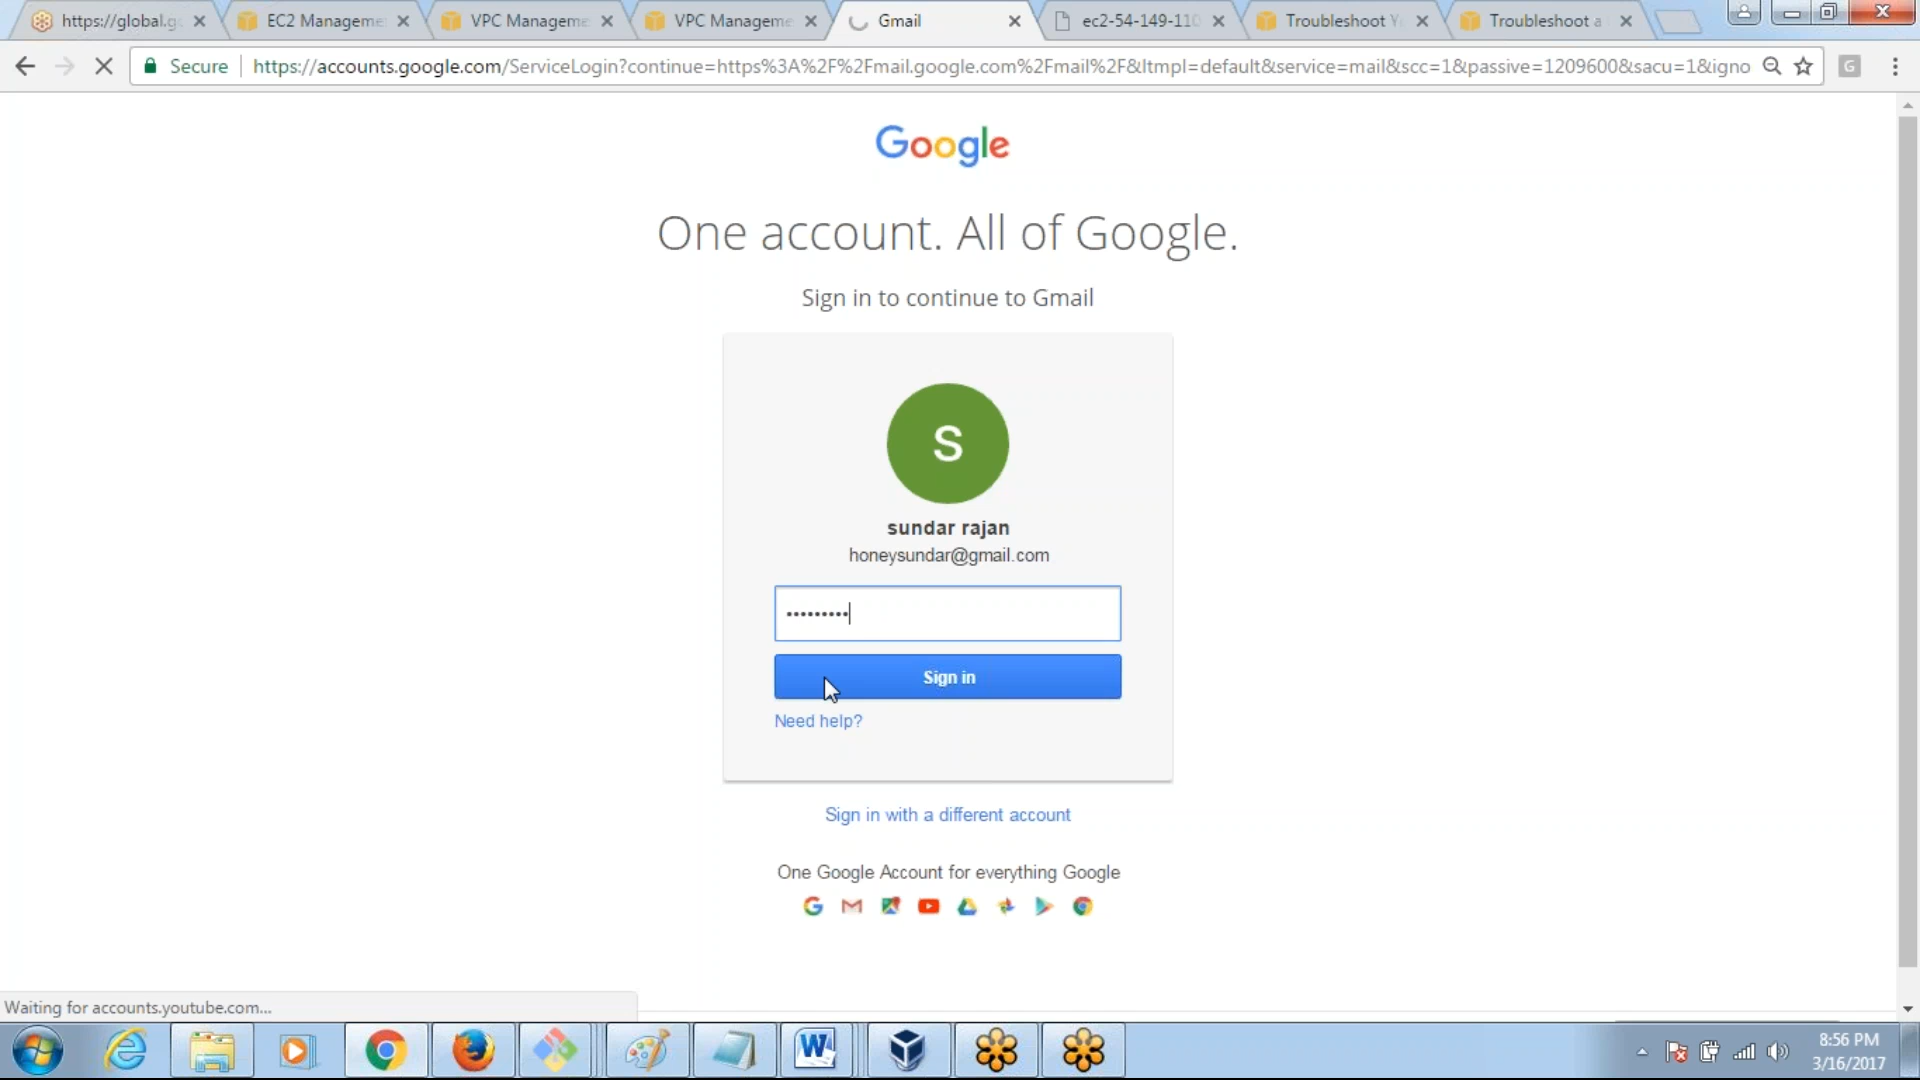 https://global.g
EC2 Manageme
VPC Manageme
VPC Manageme
Gmail
ec2-54-149-110
Troubleshoot Y
Troubleshoot a
Secure
https://accounts.google.com/ServiceLogin?continue=https%3A%2F%2Fmail.google.com%2Fmail%2F&ltmpl=default&service=mail&scc=1&passive=1209600&sacu=1&igno
G
Google
One account. All of Google.
Sign in to continue to Gmail
S
sundar rajan
honeysundar@gmail.com
•••••••••
Sign in
Need help?
Sign in with a different account
One Google Account for everything Google
Waiting for accounts.youtube.com...
8:56 PM
3/16/2017